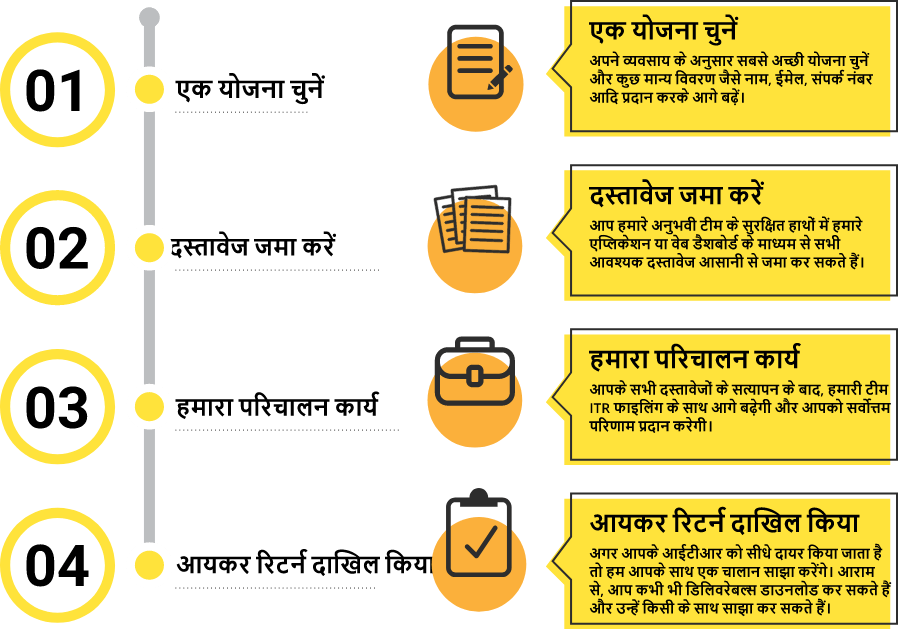 01
एक योजना चुनें
एक योजना चुनें
अपने व्यवसाय के अनुसार सबसे अच्छी योजना चुनें
और कुछ मान्य विवरण जैसे नाम, ईमेल, संपर्क नंबर
आदि प्रदान करके आगे बढ़ें।
02
दस्तावेज जमा करें
दस्तावेज जमा करें
आप हमारे अनुभवी टीम के सुरक्षित हाथों में हमारे
एप्लिकेशन या वेब डैशबोर्ड के माध्यम से सभी
आवश्यक दस्तावेज आसानी से जमा कर सकते हैं।
03
हमारा परिचालन कार्य
हमारा परिचालन कार्य
आपके सभी दस्तावेजों के सत्यापन के बाद, हमारी टीम
ITR फाइलिंग के साथ आगे बढ़ेगी और आपको सर्वोत्तम
परिणाम प्रदान करेगी।
04
आयकर रिटर्न दाखिल किया
आयकर रिटर्न दाखिल किया
अगर आपके आईटीआर को सीधे दायर किया जाता है
तो हम आपके साथ एक चालान साझा करेंगे। आराम
से, आप कभी भी डिलिवरेबल्स डाउनलोड कर सकते हैं
और उन्हें किसी के साथ साझा कर सकते हैं।